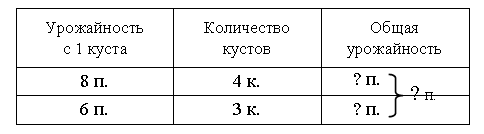 Урожайность с 1 куста
Количество кустов
Общая урожайность
8 п.
4 к.
? п.
? п.
6 п.
3 к.
? п.